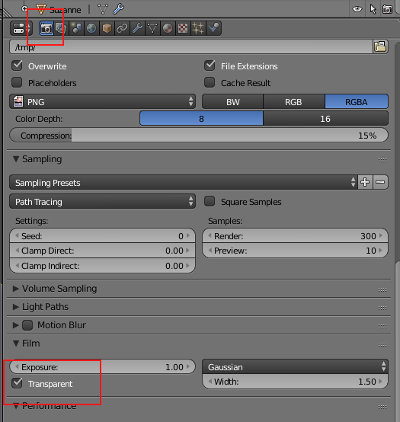 Suzanne
/tmp/
Overwrite File Extensions
Placeholders Cache Result
PNG BW RGB RGBA
Color Depth: 8 16
Compression: 15%
Sampling
Sampling Presets
Path Tracing Square Samples
Settings: Samples:
Seed: 0 Render: 300
Clamp Direct: 0.00 Preview: 10
Clamp Indirect: 0.00
Volume Sampling
Light Paths
Motion Blur
Film
Exposure: 1.00 Gaussian
Transparent Width: 1.50
Performance